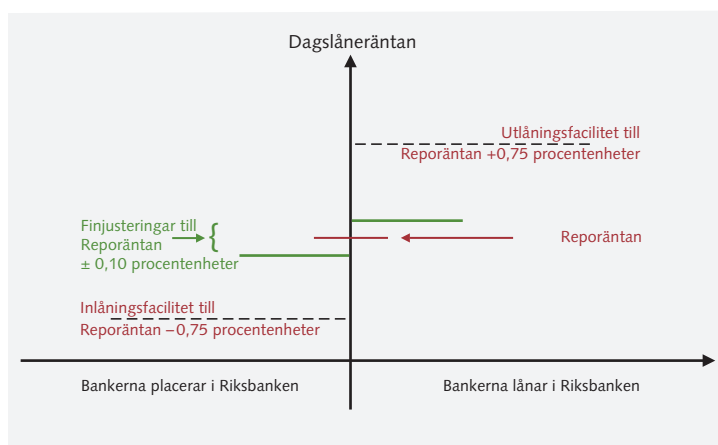 Dagslåneräntan
Utlåningsfacilitet till
Reporäntan +0,75 procentenheter
Finjusteringar till
Reporäntan
± 0,10 procentenheter
{
Reporäntan
Inlåningsfacilitet till
Reporäntan –0,75 procentenheter
Bankerna placerar i Riksbanken
Bankerna lånar i Riksbanken